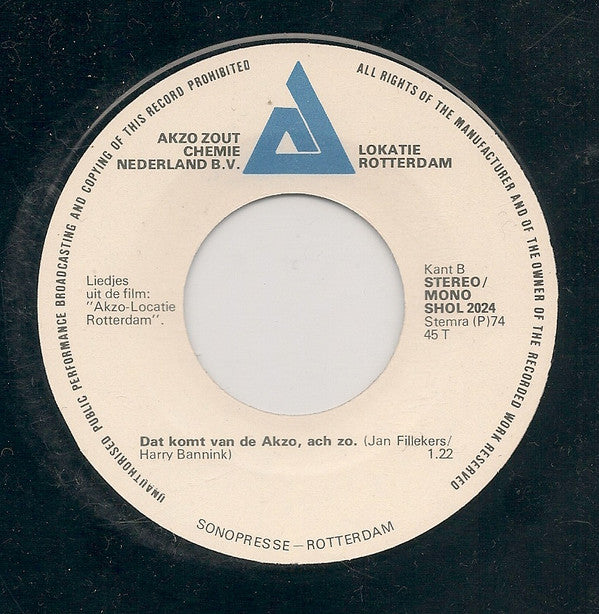 UNAUTHORISED PUBLIC PERFORMANCE BROADCASTING AND COPYING OF THIS RECORD PROHIBITED
ALL RIGHTS OF THE MANUFACTURER AND OF THE OWNER OF THE RECORDED WORK RESERVED
AKZO ZOUT
CHEMIE
NEDERLAND B.V.
LOKATIE
ROTTERDAM
Liedjes
uit de film:
"Akzo-Locatie
Rotterdam".
Kant B
STEREO/
MONO
SHOL 2024
Stemra (P)74
45 T
Dat komt van de Akzo, ach zo. (Jan Fillekers/
Harry Bannink) 1.22
SONOPRESSE – ROTTERDAM